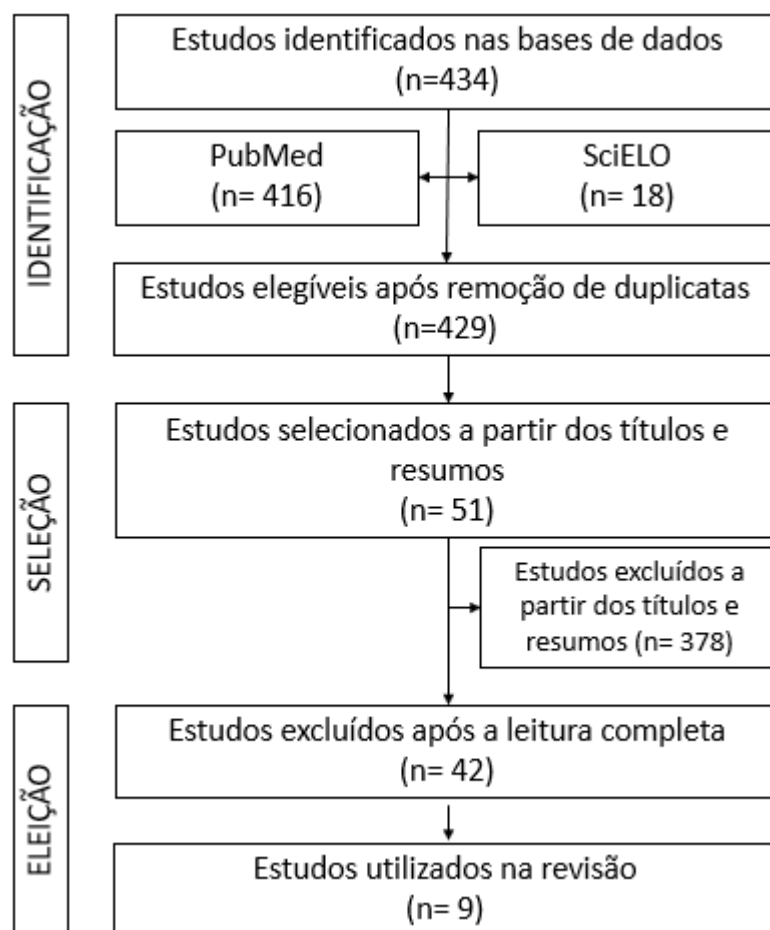 IDENTIFICAÇÃO
Estudos identificados nas bases de dados
(n=434)
PubMed
(n= 416)
SciELO
(n= 18)
Estudos elegíveis após remoção de duplicatas
(n=429)
SELEÇÃO
Estudos selecionados a partir dos títulos e
resumos
(n= 51)
Estudos excluídos a
partir dos títulos e
resumos (n= 378)
ELEIÇÃO
Estudos excluídos após a leitura completa
(n= 42)
Estudos utilizados na revisão
(n= 9)